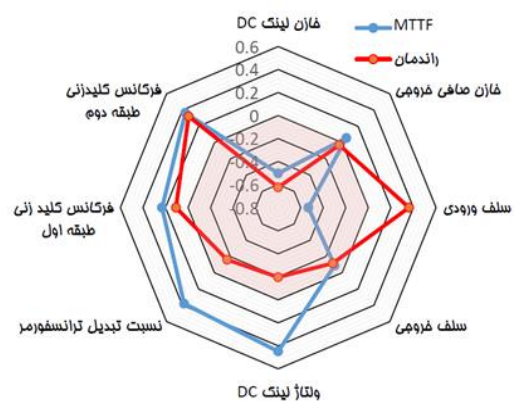 خازن لینک DC
MTTF
راندمان
0.6
0.4
0.2
0
-0.2
-0.4
-0.6
-0.8
خازن صافی خروجی
سلف ورودی
سلف خروجی
ولتاژ لینک DC
نسبت تبدیل ترانسفورمر
فرکانس کلید زنی
طبقه اول
فرکانس کلیدزنی
طبقه دوم